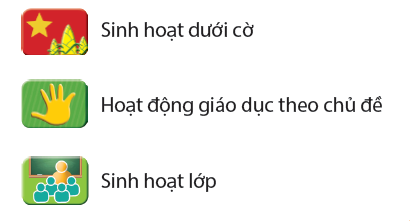 Sinh hoạt dưới cờ
Hoạt động giáo dục theo chủ đề
Sinh hoạt lớp